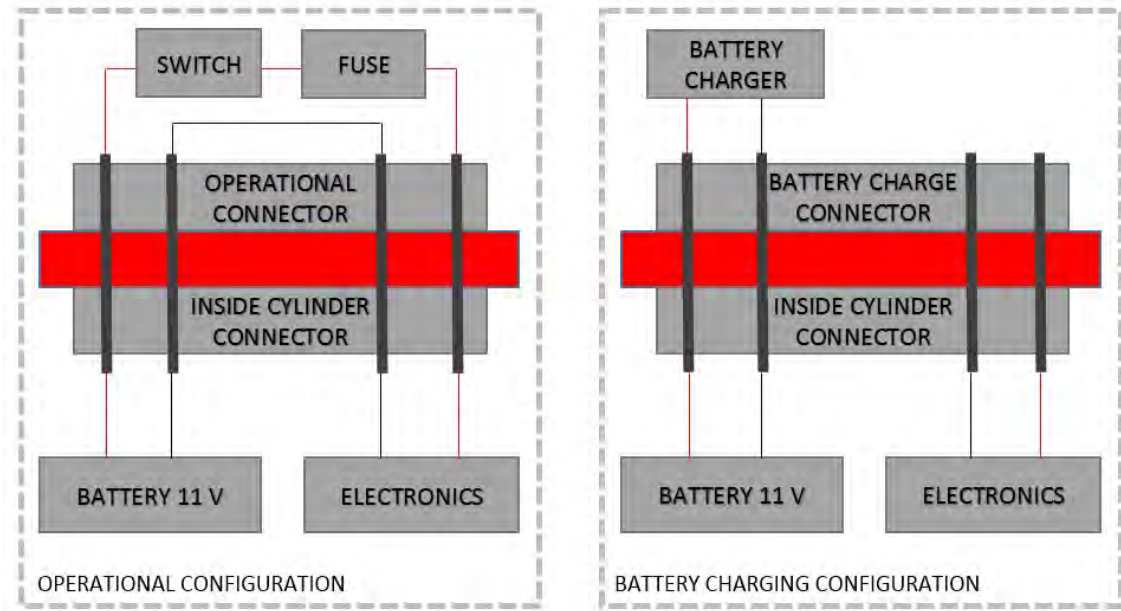 SWITCH
FUSE
OPERATIONAL
CONNECTOR
INSIDE CYLINDER
CONNECTOR
BATTERY 11 V
ELECTRONICS
OPERATIONAL CONFIGURATION
BATTERY
CHARGER
BATTERY CHARGE
CONNECTOR
INSIDE CYLINDER
CONNECTOR
BATTERY 11 V
ELECTRONICS
BATTERY CHARGING CONFIGURATION